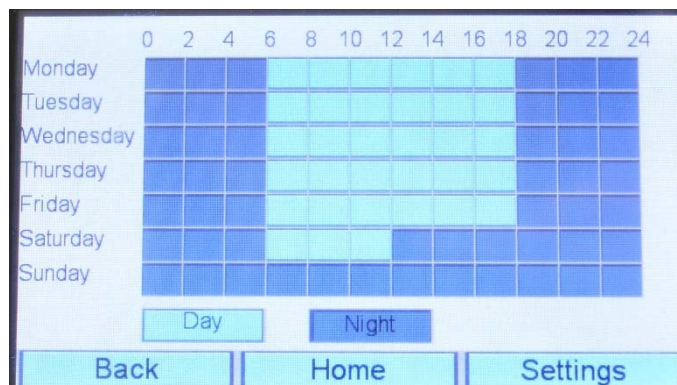 0 2 4 6 8 10 12 14 16 18 20 22 24
Monday
Tuesday
Wednesday
Thursday
Friday
Saturday
Sunday
Day Night
Back Home Settings